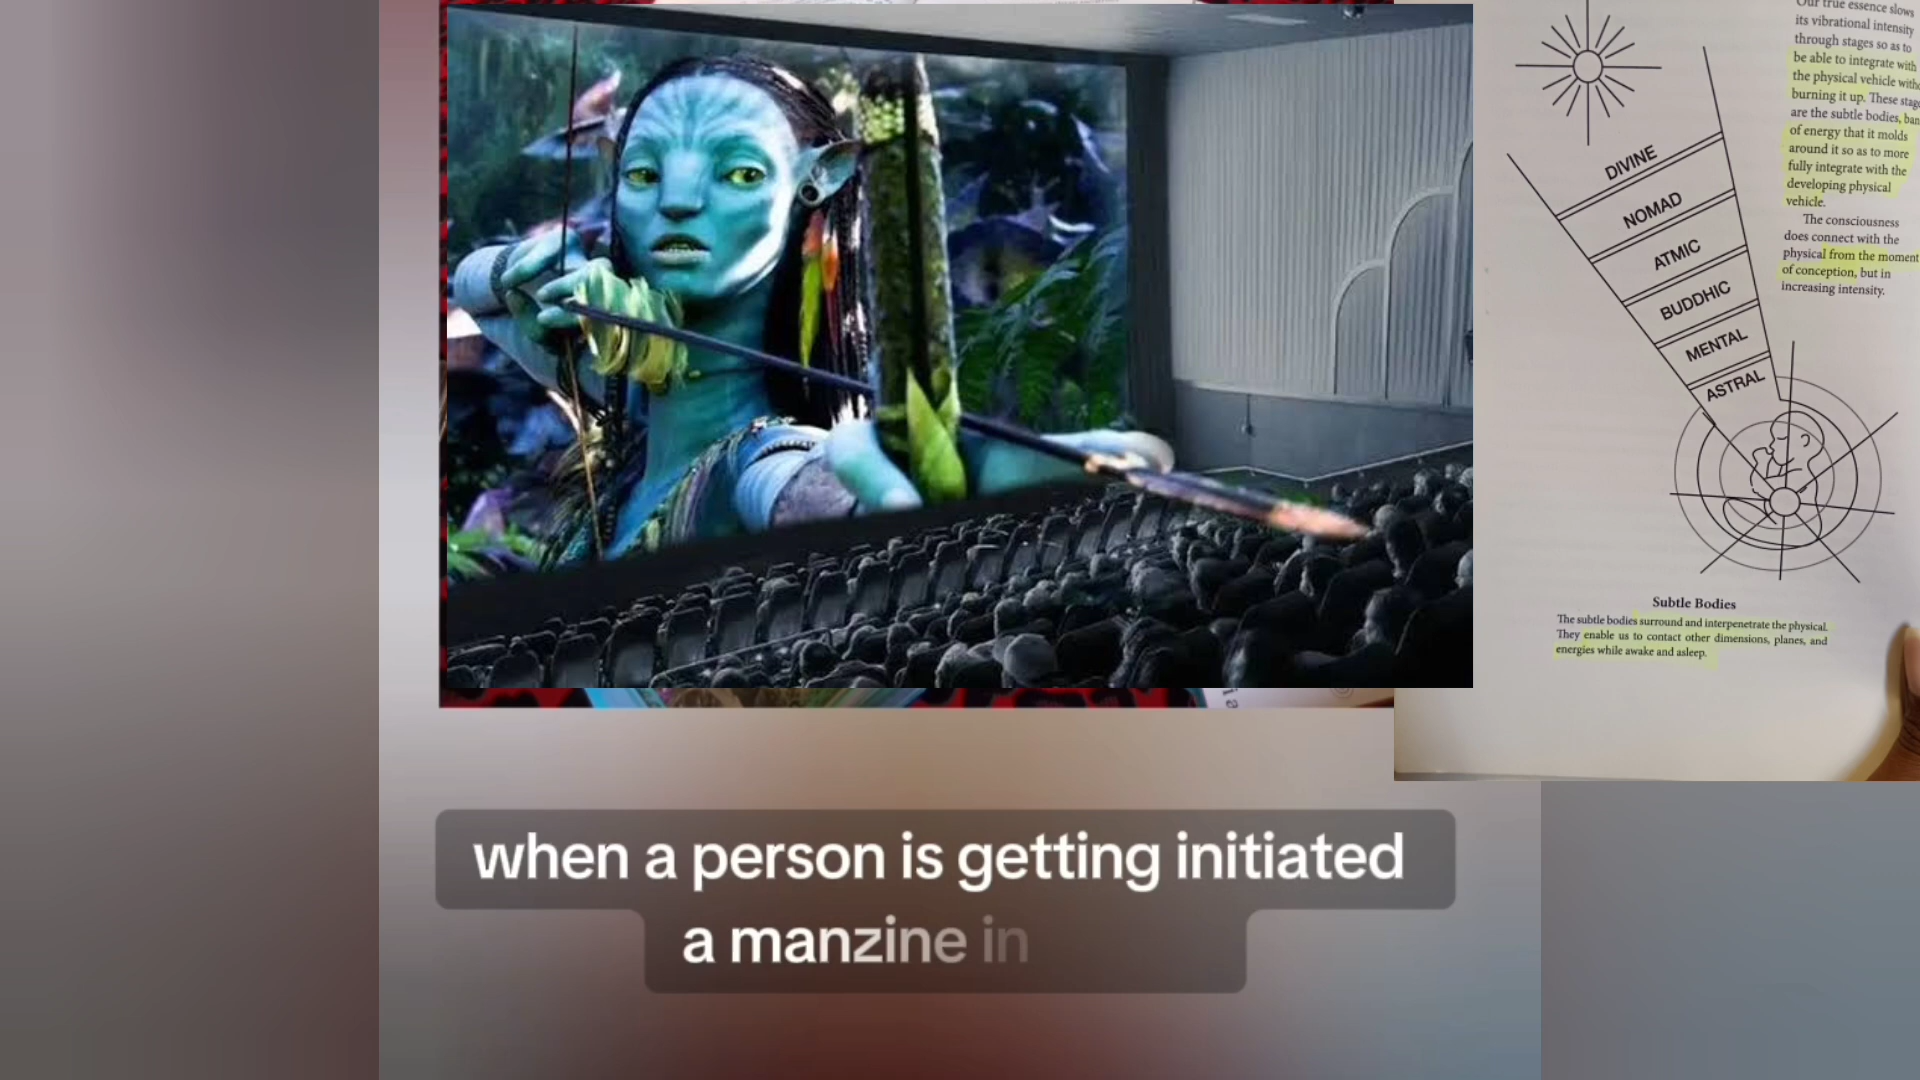 Our true essence slows
its vibrational intensity
through stages so as to
be able to integrate with
the physical vehicle
burning it up. These
are the subtle bodies,
of energy that it molds
around it so as to more
fully integrate with the
developing physical
vehicle.
The consciousness
does connect with the
physical from the moment
of conception, but in
increasing intensity.
DIVINE
NOMAD
ATMIC
BUDDHIC
MENTAL
ASTRAL
Subtle Bodies
The subtle bodies surround and interpenetrate the physical.
They enable us to contact other dimensions, planes, and
energies while awake and asleep.
when a person is getting initiated
a manzine in